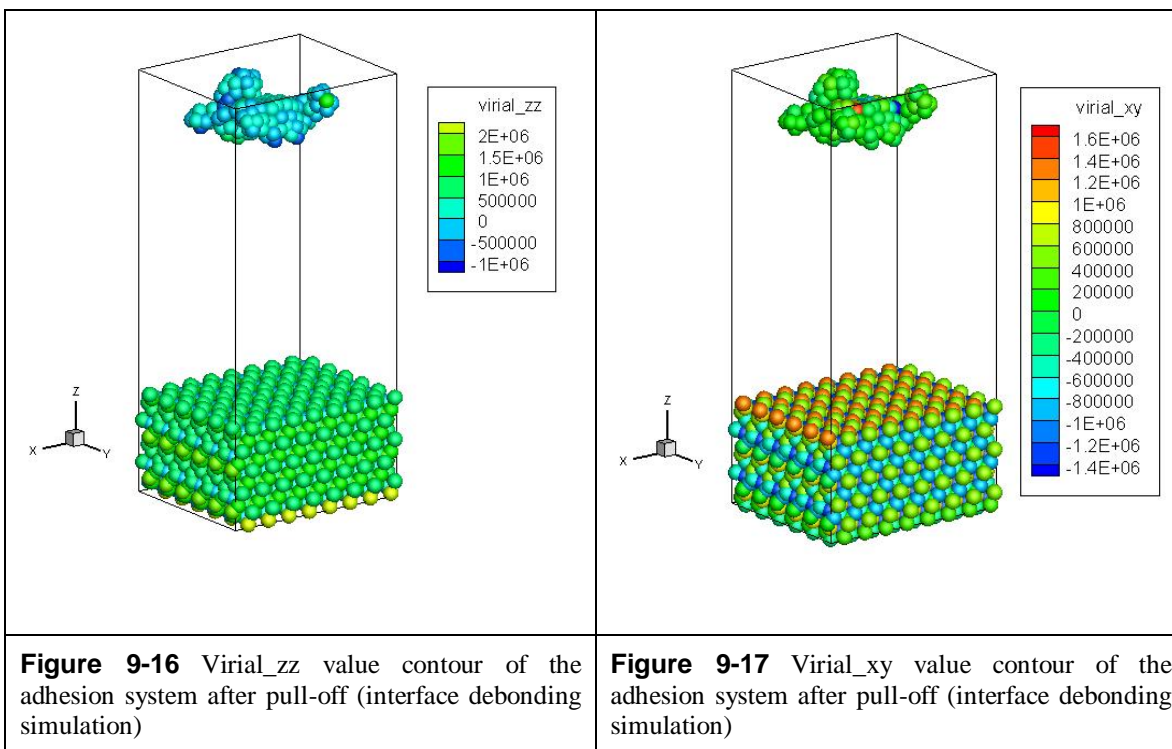 virial_zz
2E+06
1.5E+06
1E+06
500000
0
-500000
-1E+06
Z
X
Y
Figure 9-16 Virial_zz value contour of the
adhesion system after pull-off (interface debonding
simulation)
virial_xy
1.6E+06
1.4E+06
1.2E+06
1E+06
800000
600000
400000
200000
0
-200000
-400000
-600000
-800000
-1E+06
-1.2E+06
-1.4E+06
Z
X
Y
Figure 9-17 Virial_xy value contour of the
adhesion system after pull-off (interface debonding
simulation)